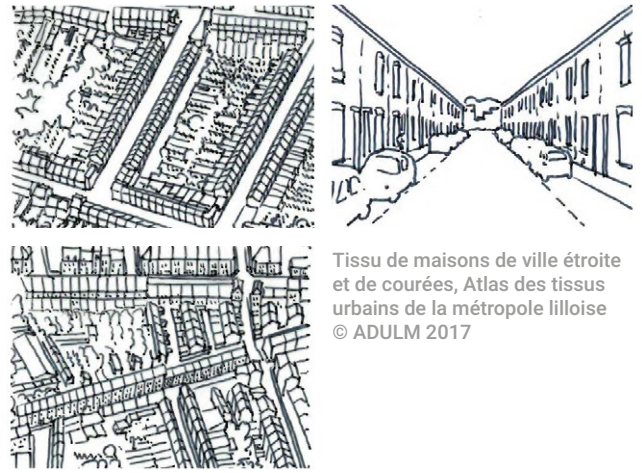 Tissu de maisons de ville étroite
et de courées, Atlas des tissus
urbains de la métropole lilloise
© ADULM 2017